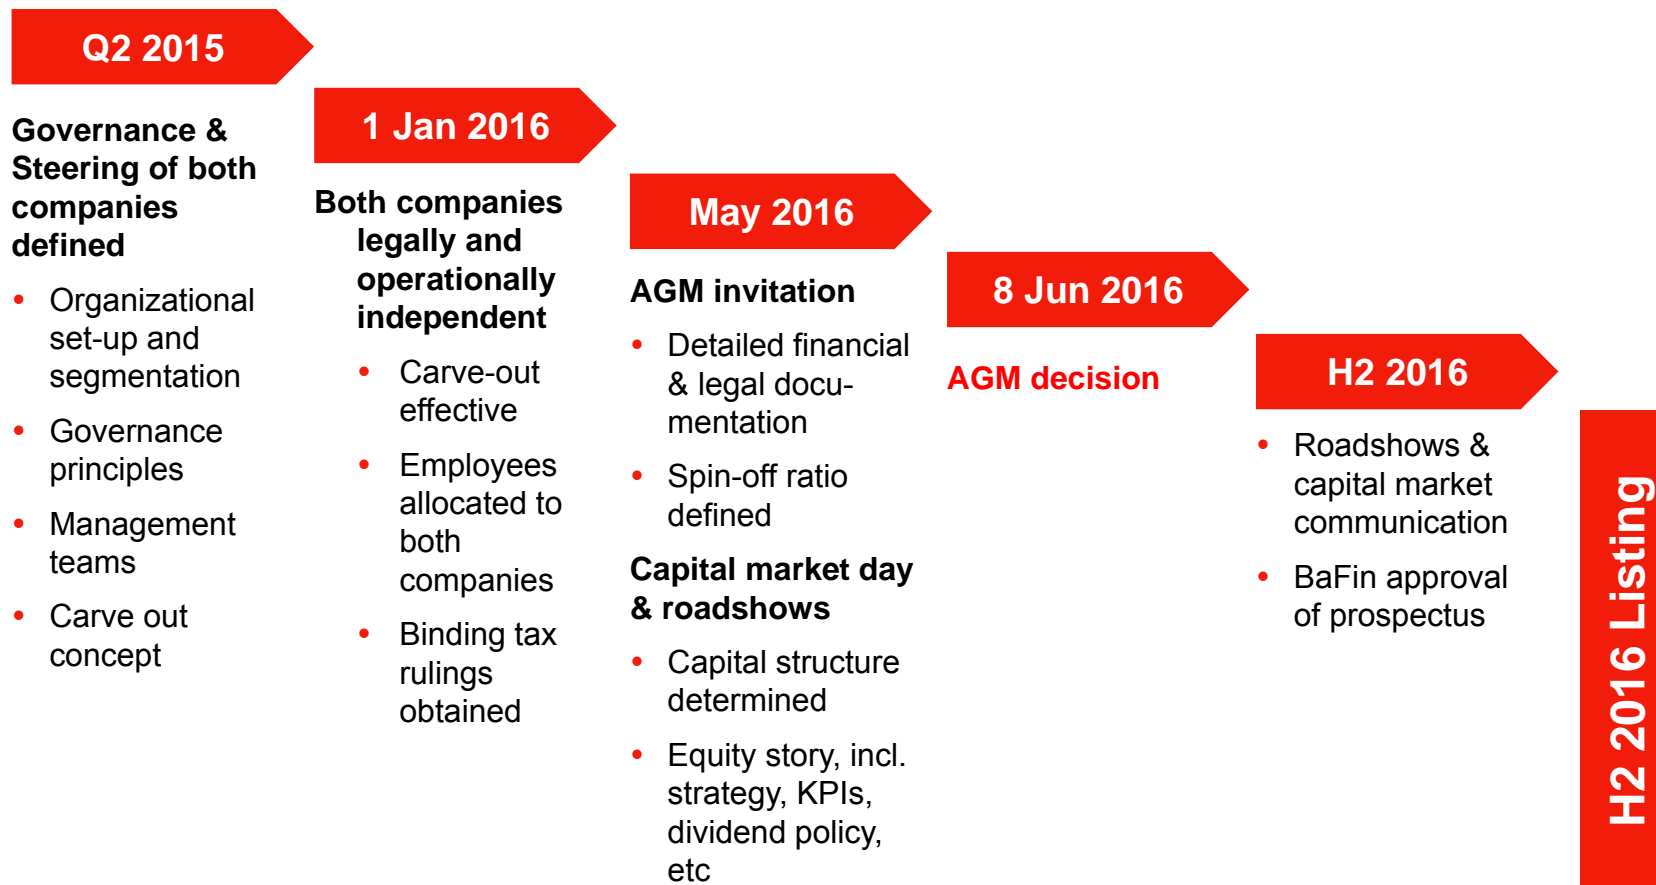 Q2 2015
Governance &
Steering of both
companies
defined
• Organizational
set-up and
segmentation
• Governance
principles
• Management
teams
• Carve out
concept
1 Jan 2016
Both companies
legally and
operationally
independent
• Carve-out
effective
• Employees
allocated to
both
companies
• Binding tax
rulings
obtained
May 2016
AGM invitation
• Detailed financial
& legal docu-
mentation
• Spin-off ratio
defined
Capital market day
& roadshows
• Capital structure
determined
• Equity story, incl.
strategy, KPIs,
dividend policy,
etc
8 Jun 2016
AGM decision
H2 2016
• Roadshows &
capital market
communication
• BaFin approval
of prospectus
H2 2016 Listing